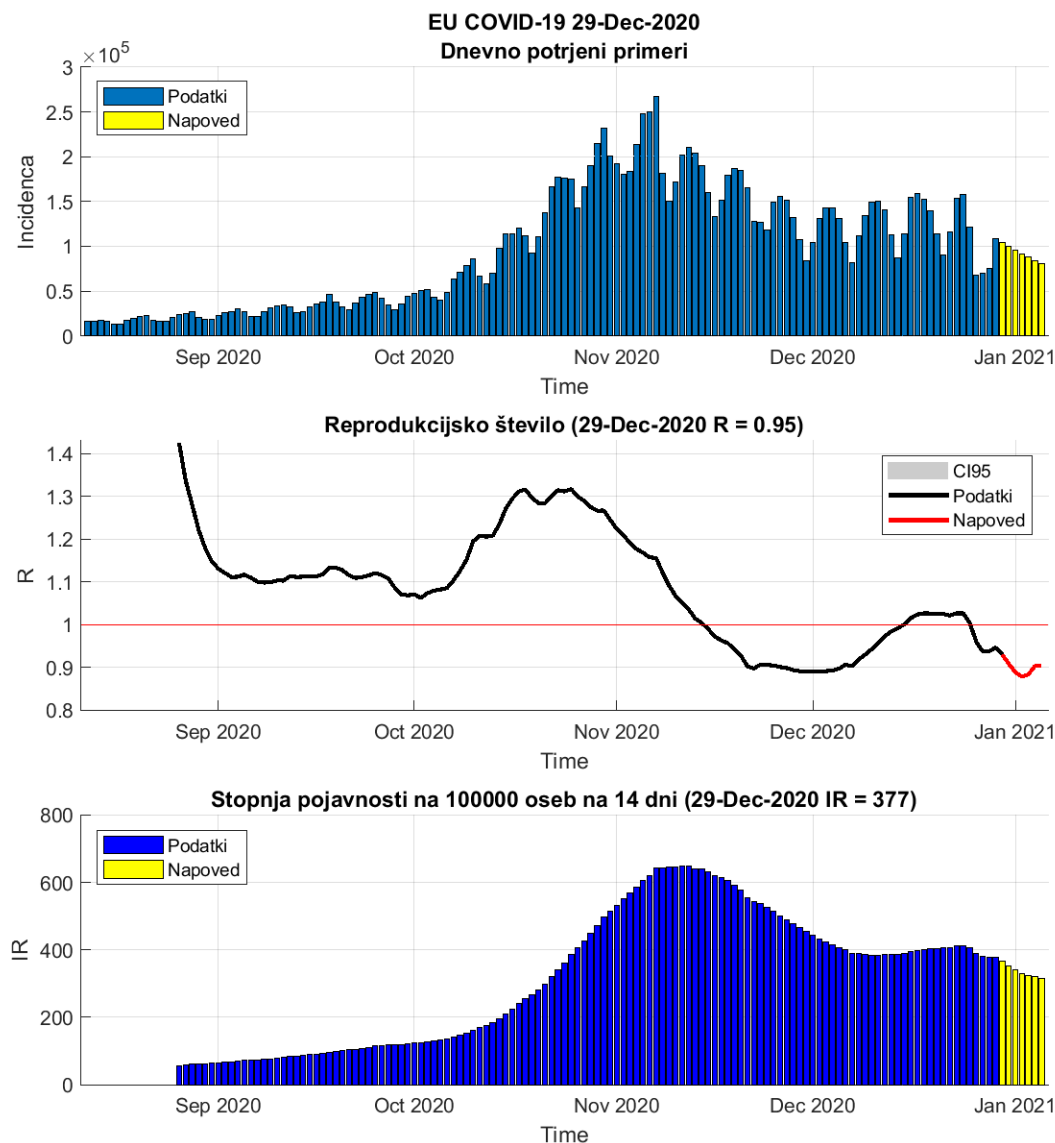 EU COVID-19 29-Dec-2020
Dnevno potrjeni primeri
×10^5
3
2.5
2
1.5
1
0.5
0
Incidenca
Podatki
Napoved
Sep 2020
Oct 2020
Nov 2020
Dec 2020
Jan 2021
Time
Reprodukcijsko število (29-Dec-2020 R = 0.95)
1.4
1.3
1.2
1.1
1
0.9
0.8
R
CI95
Podatki
Napoved
Sep 2020
Oct 2020
Nov 2020
Dec 2020
Jan 2021
Time
Stopnja pojavnosti na 100000 oseb na 14 dni (29-Dec-2020 IR = 377)
800
600
400
200
0
IR
Podatki
Napoved
Sep 2020
Oct 2020
Nov 2020
Dec 2020
Jan 2021
Time